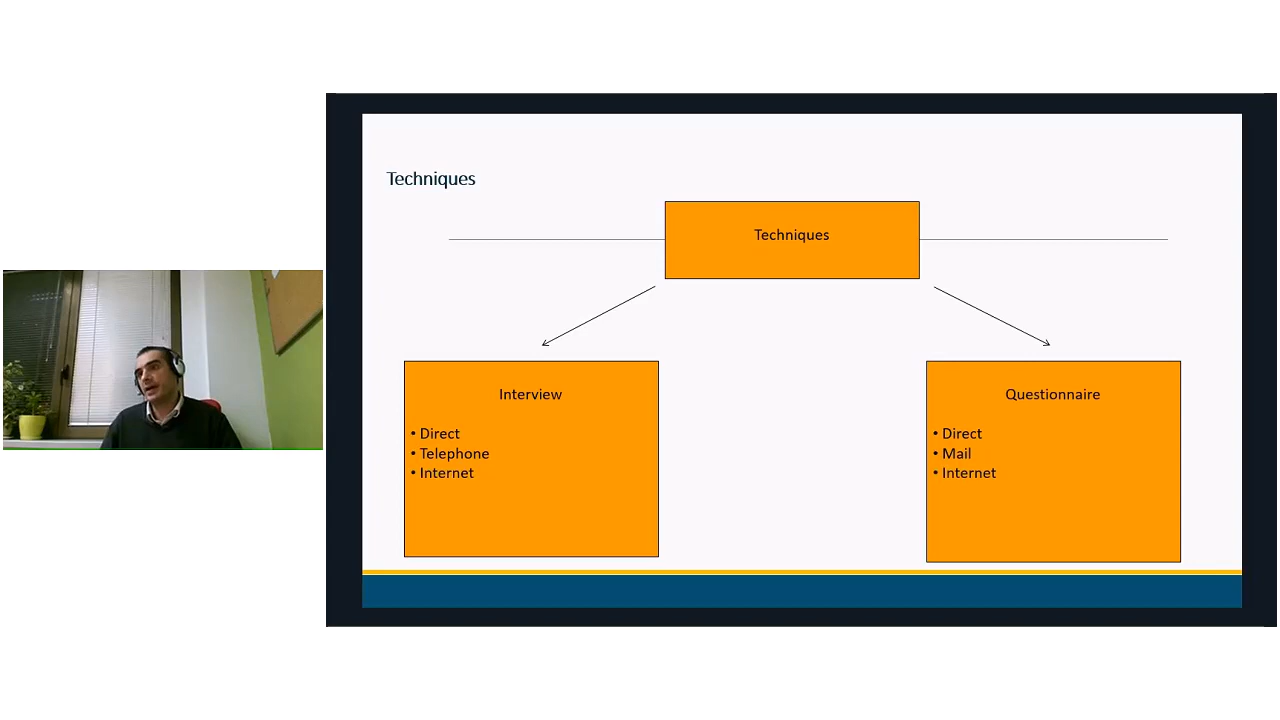 Techniques
Techniques
Interview
• Direct
• Telephone
• Internet
Questionnaire
• Direct
• Mail
• Internet